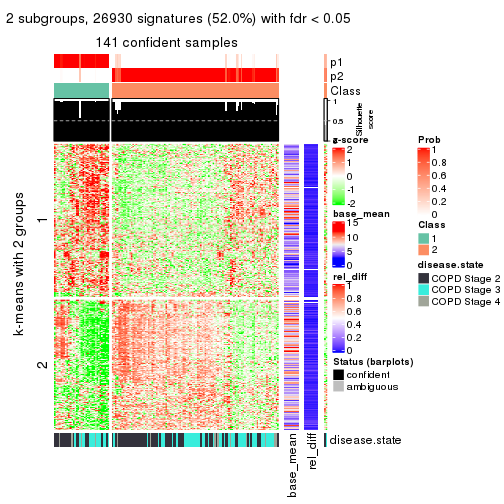 2 subgroups, 26930 signatures (52.0%) with fdr < 0.05
141 confident samples
p1
p2
Class
1
0.5
0
Silhouette
score
k-means with 2 groups
1
2
z-score
2
1
0
-1
-2
base_mean
15
10
5
0
rel_diff
1
0.8
0.6
0.4
0.2
0
Status (barplots)
confident
ambiguous
Prob
1
0.8
0.6
0.4
0.2
0
Class
1
2
disease.state
COPD Stage 2
COPD Stage 3
COPD Stage 4
disease.state
base_mean
rel_diff